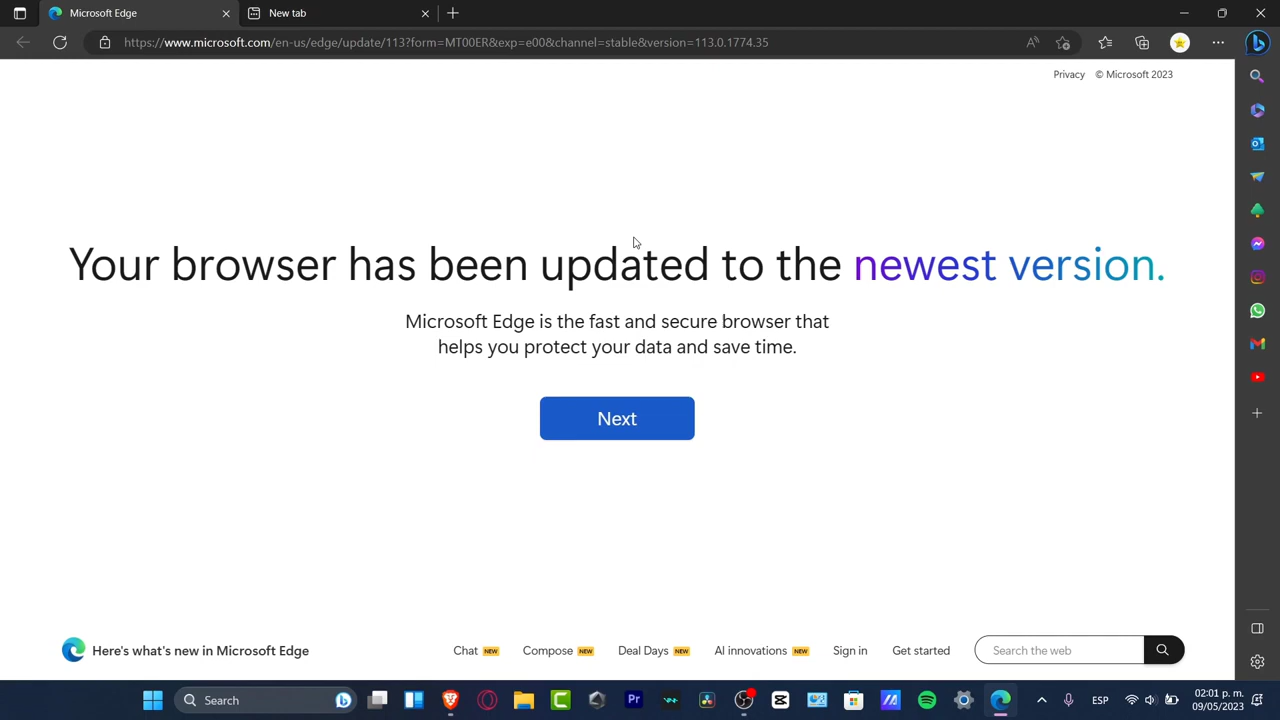 Microsoft Edge
New tab
https://www.microsoft.com/en-us/edge/update/113?form=MT00ER&exp=e00&channel=stable&version=113.0.1774.35
Privacy © Microsoft 2023
Your browser has been updated to the newest version.
Microsoft Edge is the fast and secure browser that
helps you protect your data and save time.
Next
Here's what's new in Microsoft Edge
Chat NEW
Compose NEW
Deal Days NEW
AI innovations NEW
Sign in
Get started
Search the web
Search
Pr
ESP
02:01 p. m.
09/05/2023